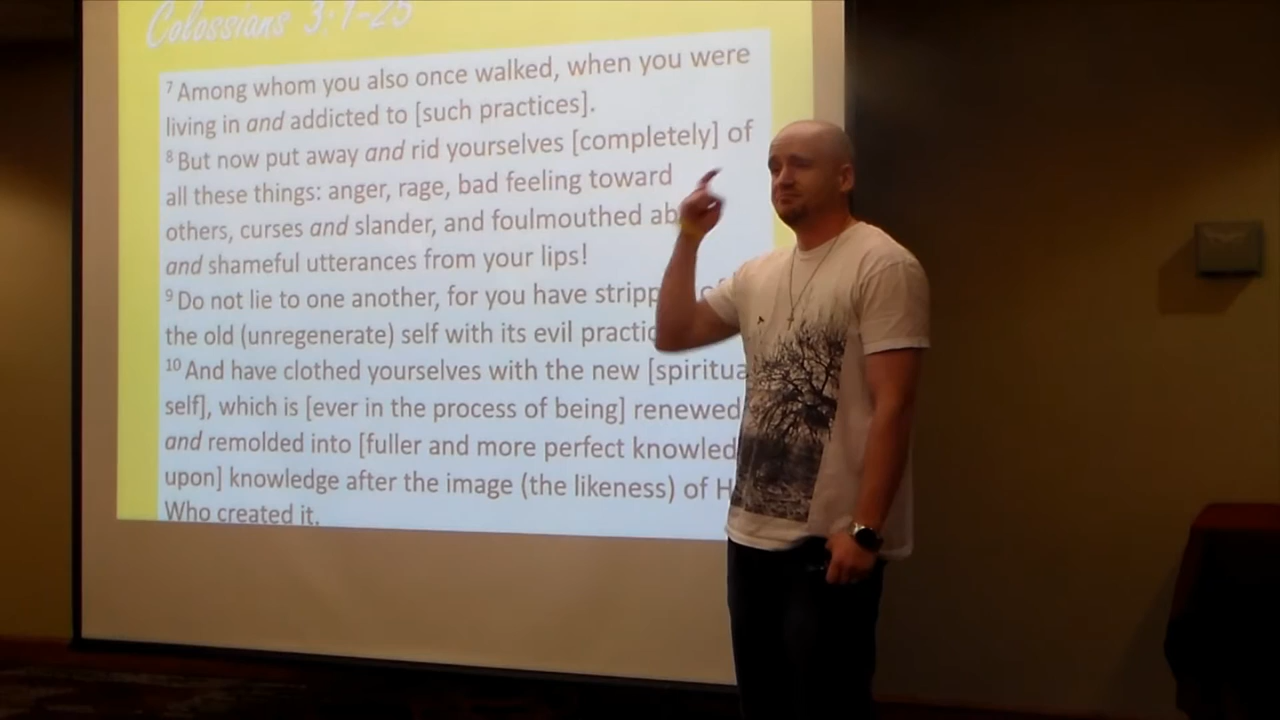 Colossians 3:1-25
7 Among whom you also once walked, when you were
living in and addicted to [such practices].
8 But now put away and rid yourselves [completely] of
all these things: anger, rage, bad feeling toward
others, curses and slander, and foulmouthed
and shameful utterances from your lips!
9 Do not lie to one another, for you have
the old (unregenerate) self with its evil
10 And have clothed yourselves with the new
self], which is [ever in the process of being] renewed
and remolded into [fuller and more perfect
upon] knowledge after the image (the likeness) of
Who created it.